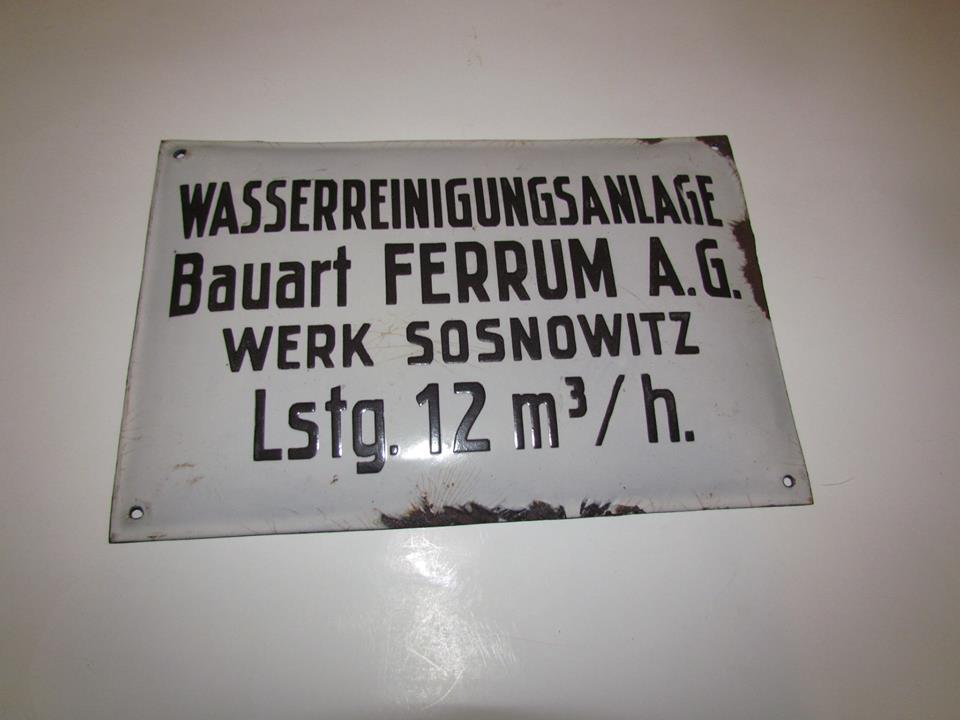 WASSERREINIGUNGSANLAGE
Bauart FERRUM A.G.
WERK SOSNOWITZ
Lstg. 12 m³/h.